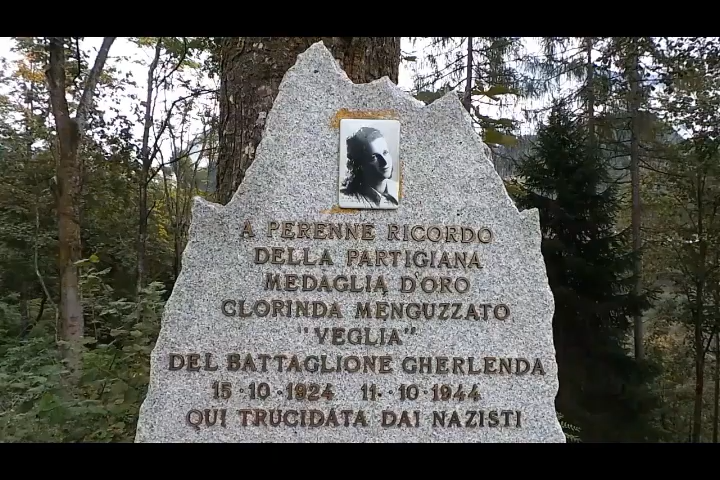 A PERENNE RICORDO
DELLA PARTIGIANA
MEDAGLIA D'ORO
CLORINDA MENGUZZATO
"VEGLIA"
DEL BATTAGLIONE GHERLENDA
15·10·1924 11·10·1944
QUI TRUCIDATA DAI NAZISTI